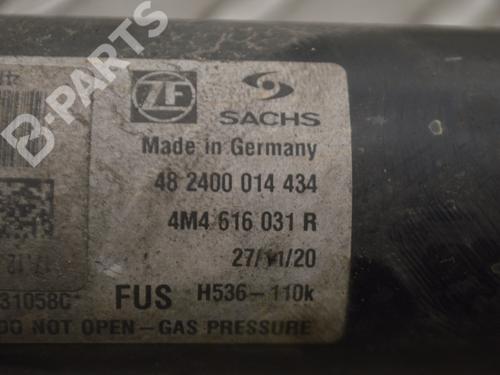 B-PARTS
ZF SACHS
Made in Germany
48 2400 014 434
4M4 616 031 R
27/11/20
31058C FUS H536-110k
DO NOT OPEN - GAS PRESSURE